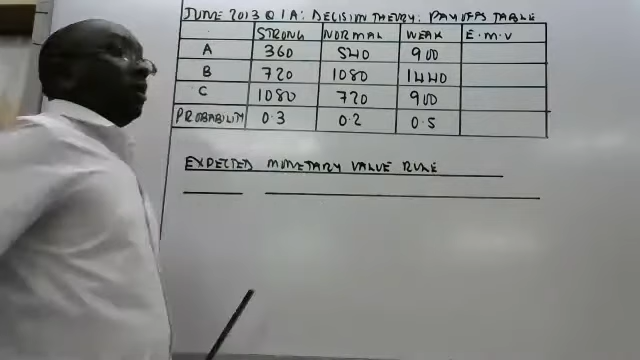 JUNE 2013 Q1A: DECISION THEORY: PAYOFFS TABLE
STRONG NORMAL WEAK E.M.V
A 360 540 900
B 720 1080 1440
C 1080 720 900
PROBABILITY 0.3 0.2 0.5
EXPECTED MONETARY VALUE RULE